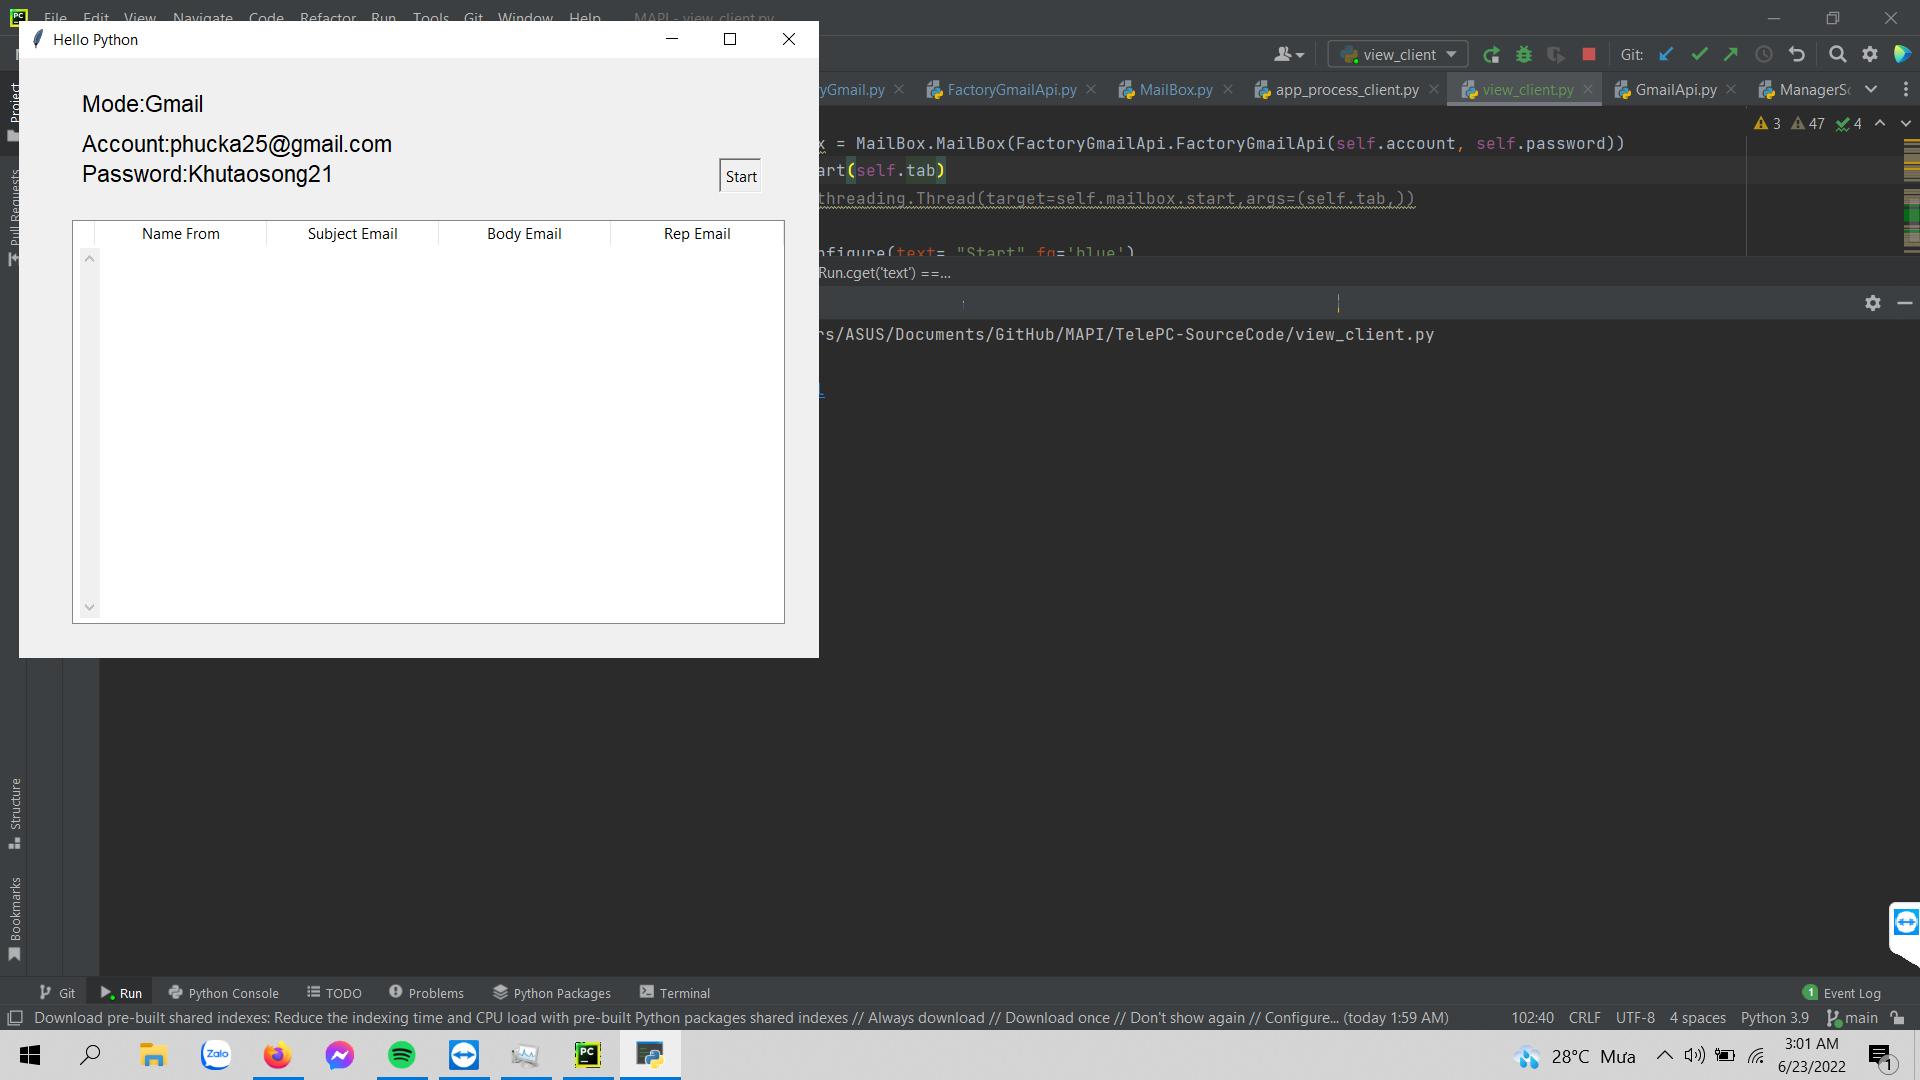 File Edit View Navigate Code Refactor Run Tools Git Window Help MAPI - view_client.py
Hello Python
view_client
Git:
Project
yGmail.py FactoryGmailApi.py MailBox.py app_process_client.py view_client.py GmailApi.py ManagerSc
Mode:Gmail
3 47 4
Account:phucka25@gmail.com
x = MailBox.MailBox(FactoryGmailApi.FactoryGmailApi(self.account, self.password))
Password:Khutaosong21
Start
art(self.tab)
threading.Thread(target=self.mailbox.start,args=(self.tab,))
Pull Requests
Name From Subject Email Body Email Rep Email
nfigure(text= "Start" fg='blue')
Run.cget('text') ==...
rs/ASUS/Documents/GitHub/MAPI/TelePC-SourceCode/view_client.py
Structure
Bookmarks
Git Run Python Console TODO Problems Python Packages Terminal
1 Event Log
Download pre-built shared indexes: Reduce the indexing time and CPU load with pre-built Python packages shared indexes // Always download // Download once // Don't show again // Configure... (today 1:59 AM)
102:40 CRLF UTF-8 4 spaces Python 3.9 main
Zalo
PC
28°C Mưa
3:01 AM
6/23/2022
1